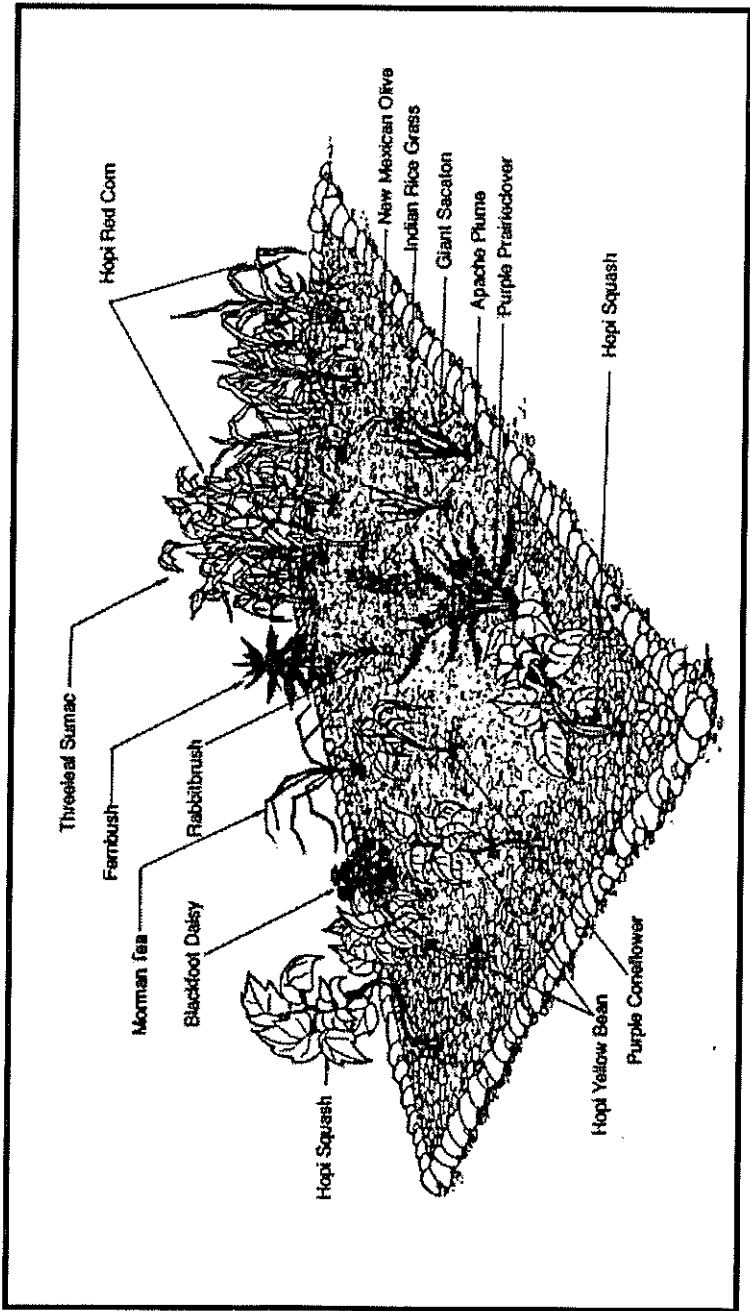 Threeleaf Sumac
Hopi Red Corn
Fernbush
Morman Tea
Rabbitbrush
Blackfoot Daisy
Hopi Squash
New Mexican Olive
Indian Rice Grass
Giant Sacaton
Apache Plume
Purple Prairieclover
Hopi Squash
Hopi Yellow Bean
Purple Coneflower